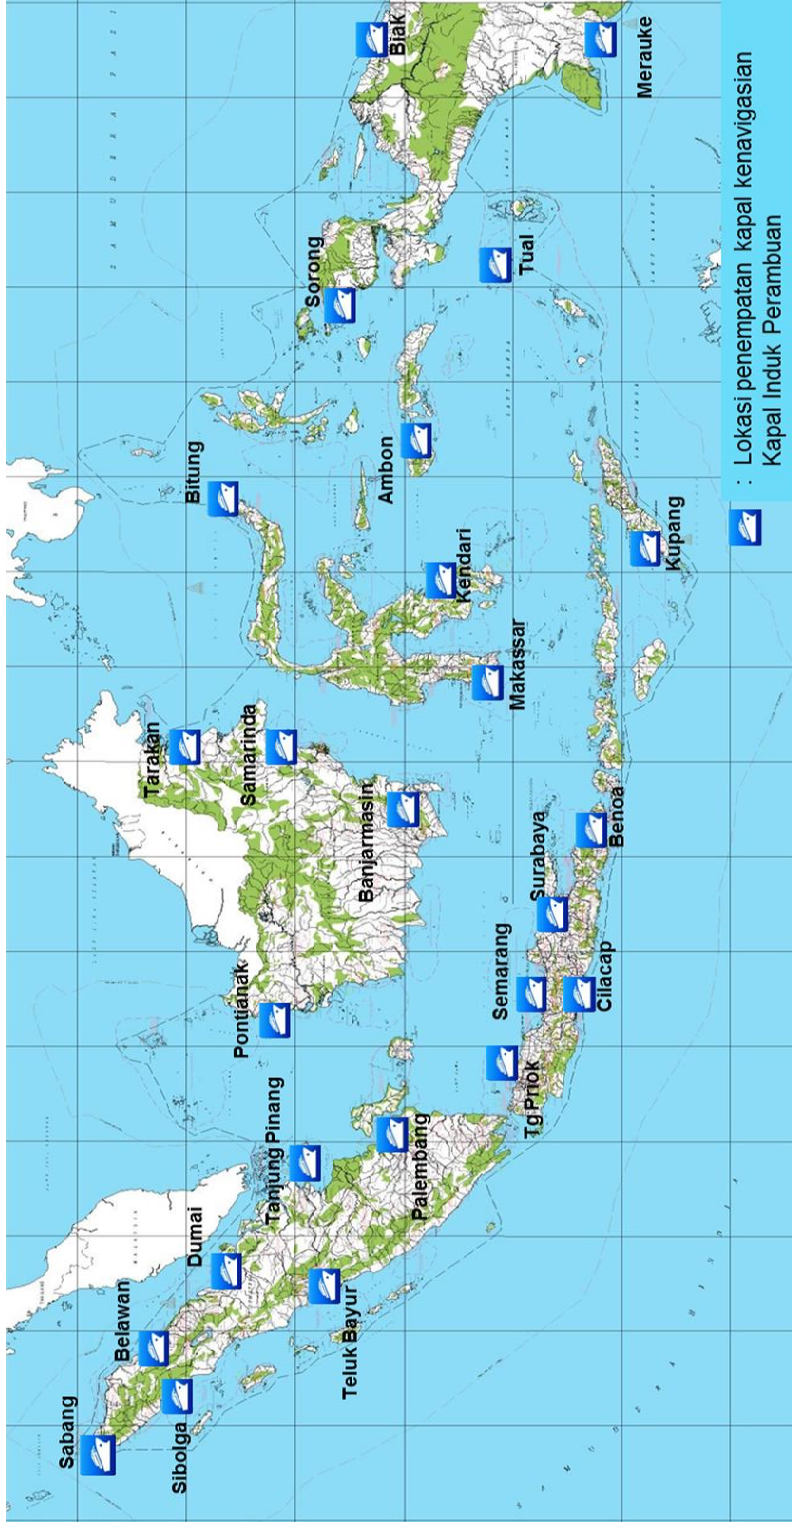 Sabang
Belawan
Sibolga
Dumai
Teluk Bayur
Tanjung Pinang
Palembang
Pontianak
Tg Priok
Semarang
Cilacap
Surabaya
Benoa
Banjarmasin
Samarinda
Tarakan
Makassar
Kendari
Bitung
Kupang
Ambon
Sorong
Tual
Biak
Merauke
: Lokasi penempatan kapal kenavigasian
Kapal Induk Perambuan